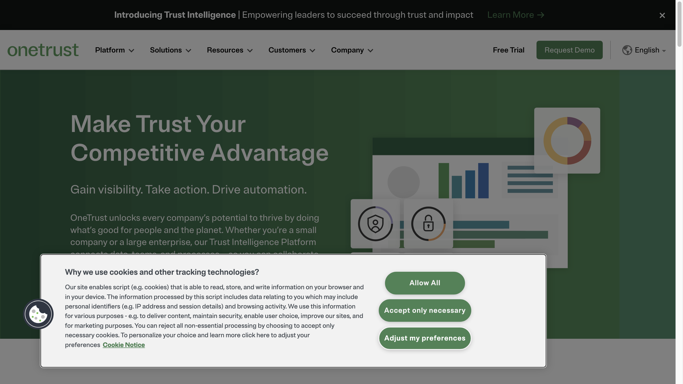 Introducing Trust Intelligence | Empowering leaders to succeed through trust and impact Learn More →
onetrust Platform Solutions Resources Customers Company Free Trial Request Demo English
Make Trust Your
Competitive Advantage
Gain visibility. Take action. Drive automation.
OneTrust unlocks every company's potential to thrive by doing
what's good for people and the planet. Whether you're a small
company or a large enterprise, our Trust Intelligence Platform
Why we use cookies and other tracking technologies?
Our site enables script (e.g. cookies) that is able to read, store, and write information on your browser and
in your device. The information processed by this script includes data relating to you which may include
personal identifiers (e.g. IP address and session details) and browsing activity. We use this information
for various purposes - e.g. to deliver content, maintain security, enable user choice, improve our sites, and
for marketing purposes. You can reject all non-essential processing by choosing to accept only
necessary cookies. To personalize your choice and learn more click here to adjust your
preferences Cookie Notice
Allow All
Accept only necessary
Adjust my preferences